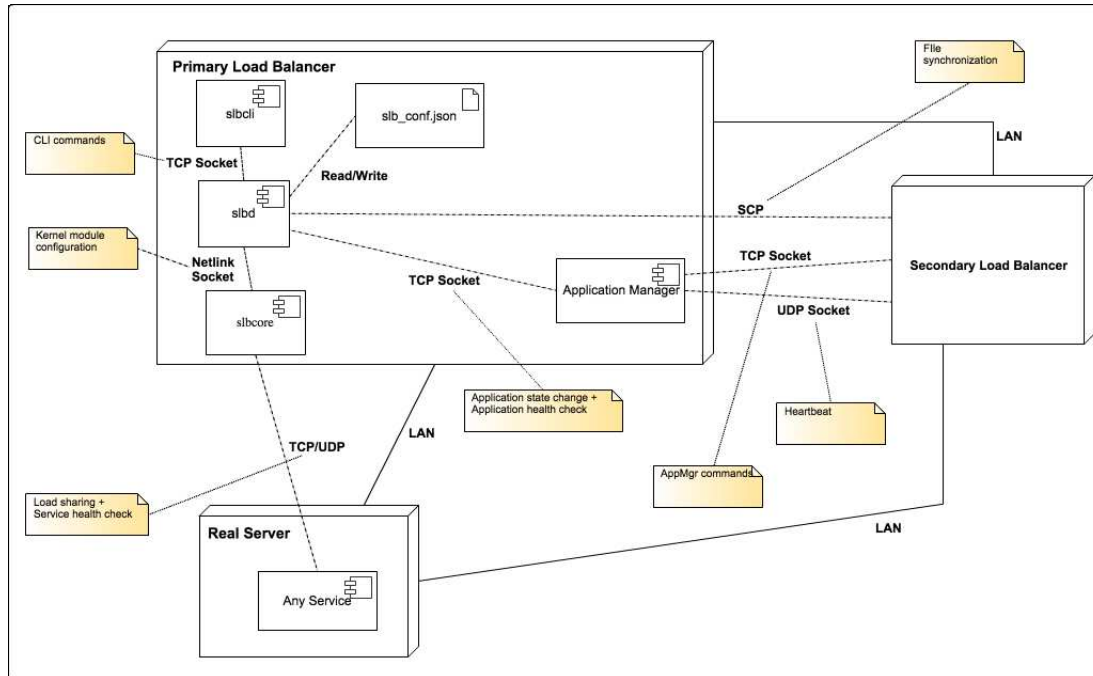 FIle
synchronization
Primary Load Balancer
slbcli
slb_conf.json
CLI commands
TCP Socket
LAN
Read/Write
slbd
SCP
Kernel module
configuration
Netlink
Socket
TCP Socket
Secondary Load Balancer
TCP Socket
Application Manager
UDP Socket
slbcore
Application state change +
Application health check
Heartbeat
LAN
TCP/UDP
AppMgr commands
Load sharing +
Service health check
LAN
Real Server
Any Service